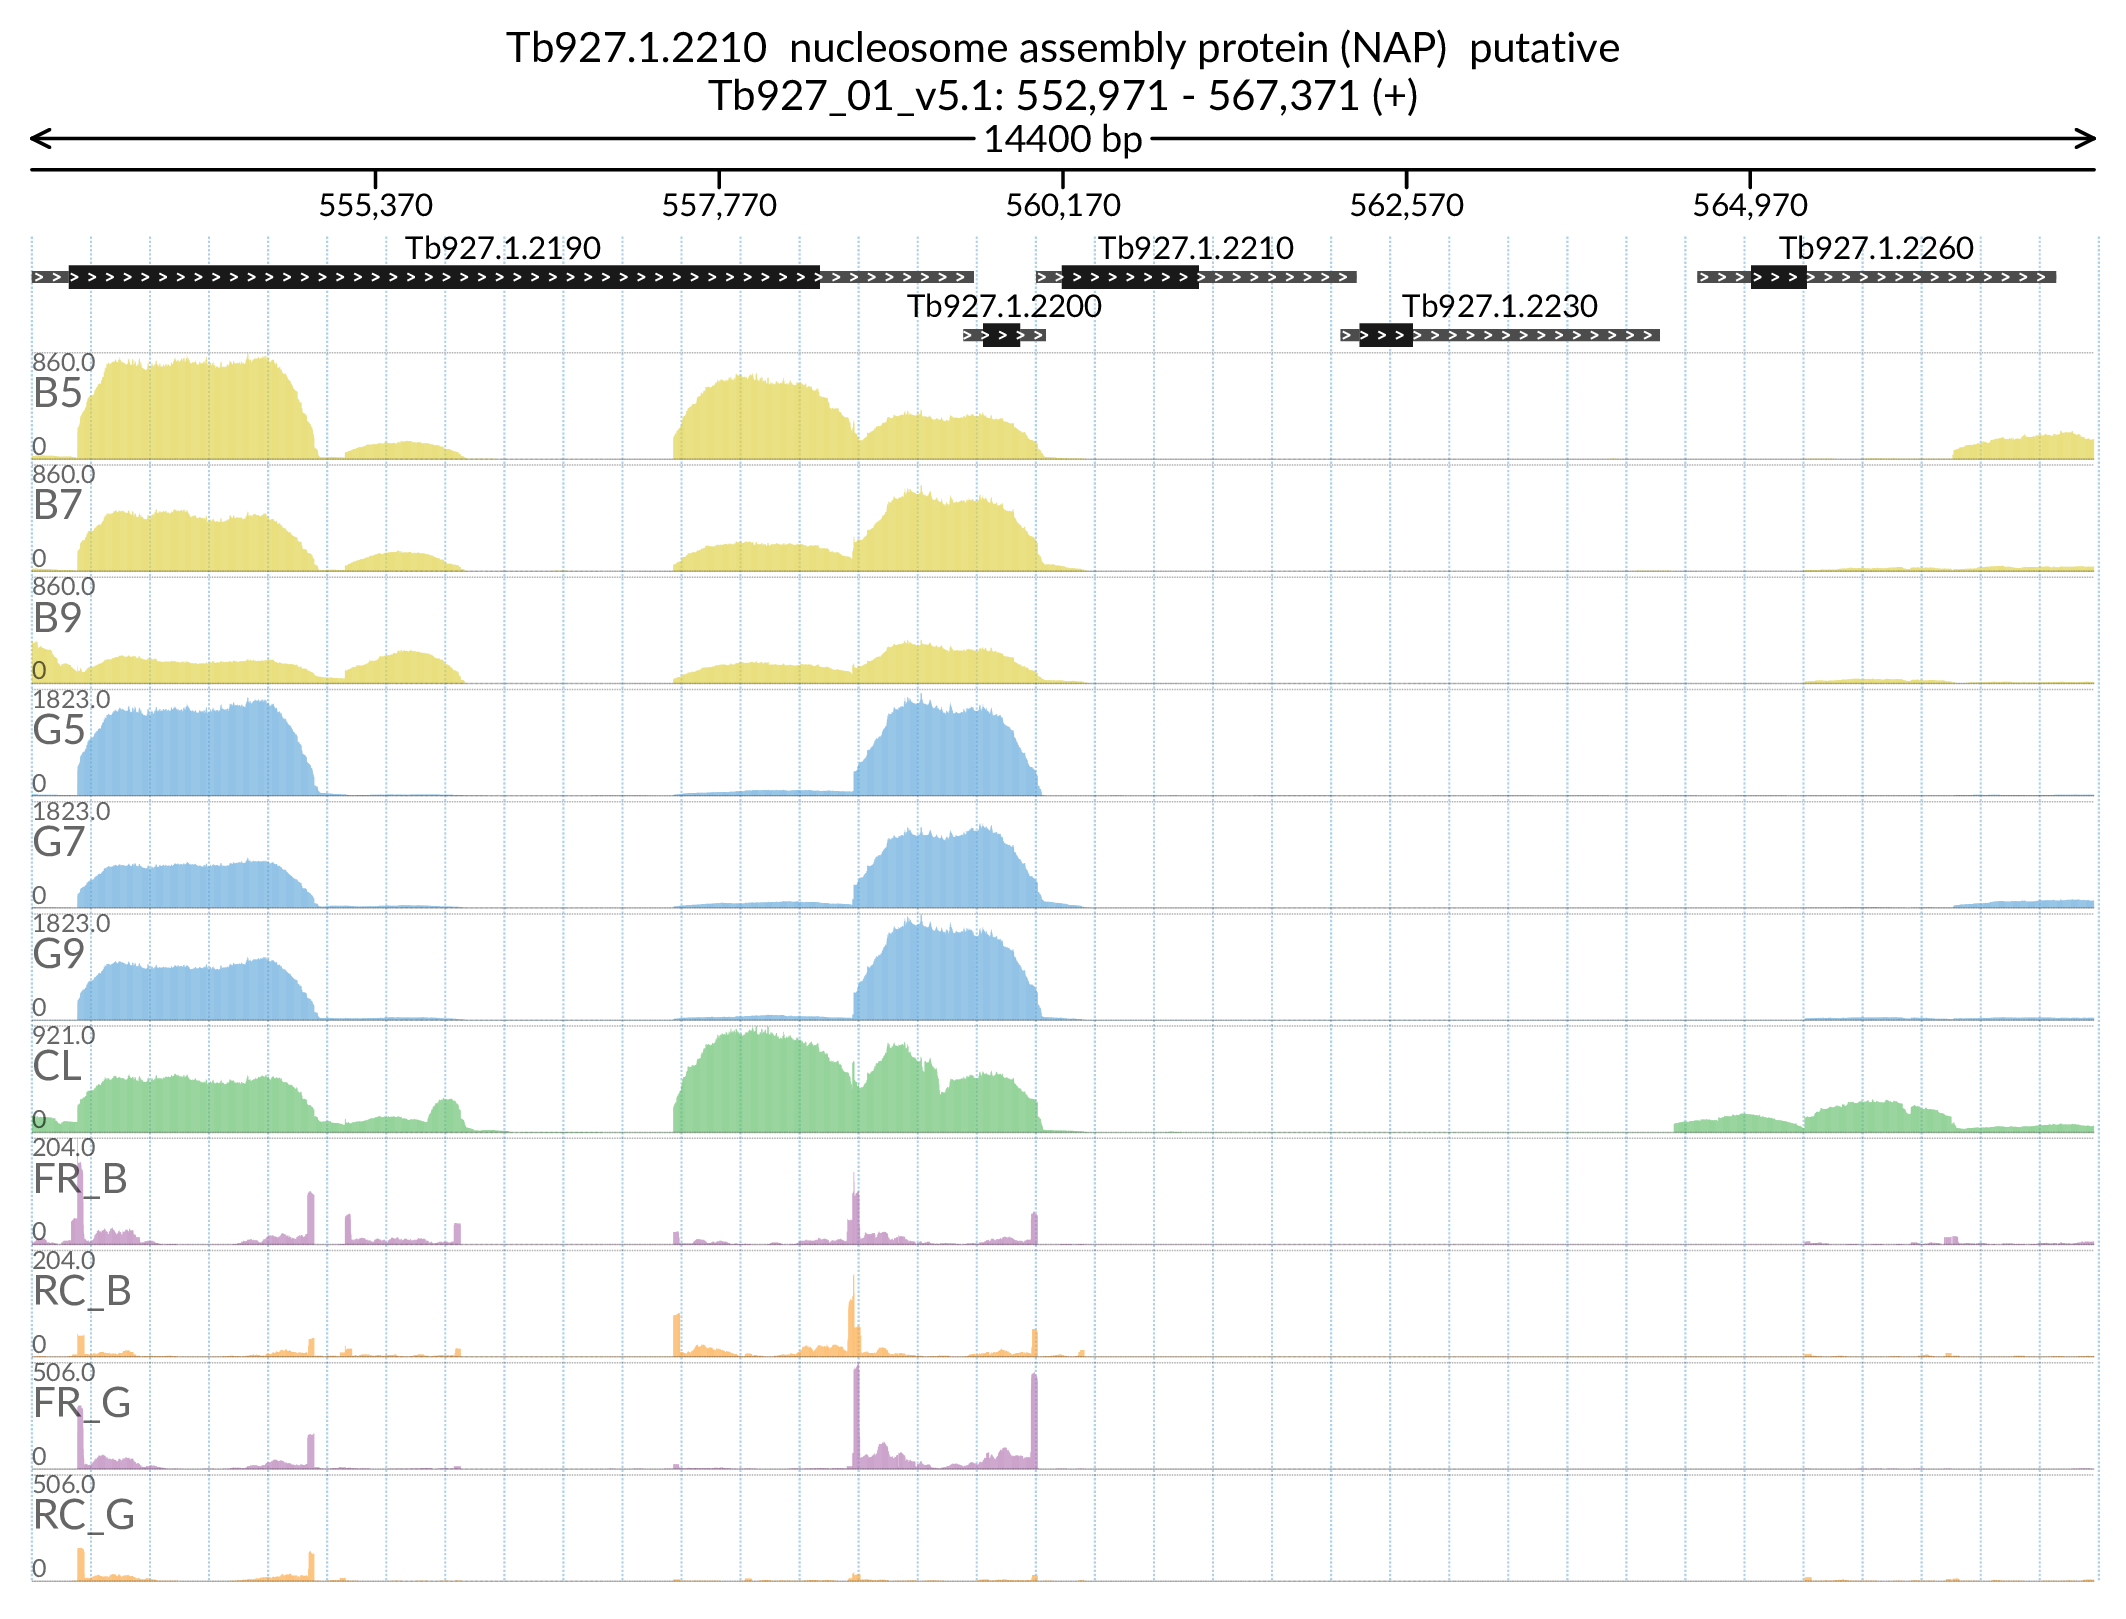 Tb927.1.2210  nucleosome assembly protein (NAP)  putative
Tb927_01_v5.1: 552,971 - 567,371 (+)
14400 bp
555,370 557,770 560,170 562,570 564,970
Tb927.1.2190 Tb927.1.2210 Tb927.1.2260
Tb927.1.2200 Tb927.1.2230
860.0
B5
0
860.0
B7
0
860.0
B9
0
1823.0
G5
0
1823.0
G7
0
1823.0
G9
0
921.0
CL
0
204.0
FR_B
0
204.0
RC_B
0
506.0
FR_G
0
506.0
RC_G
0